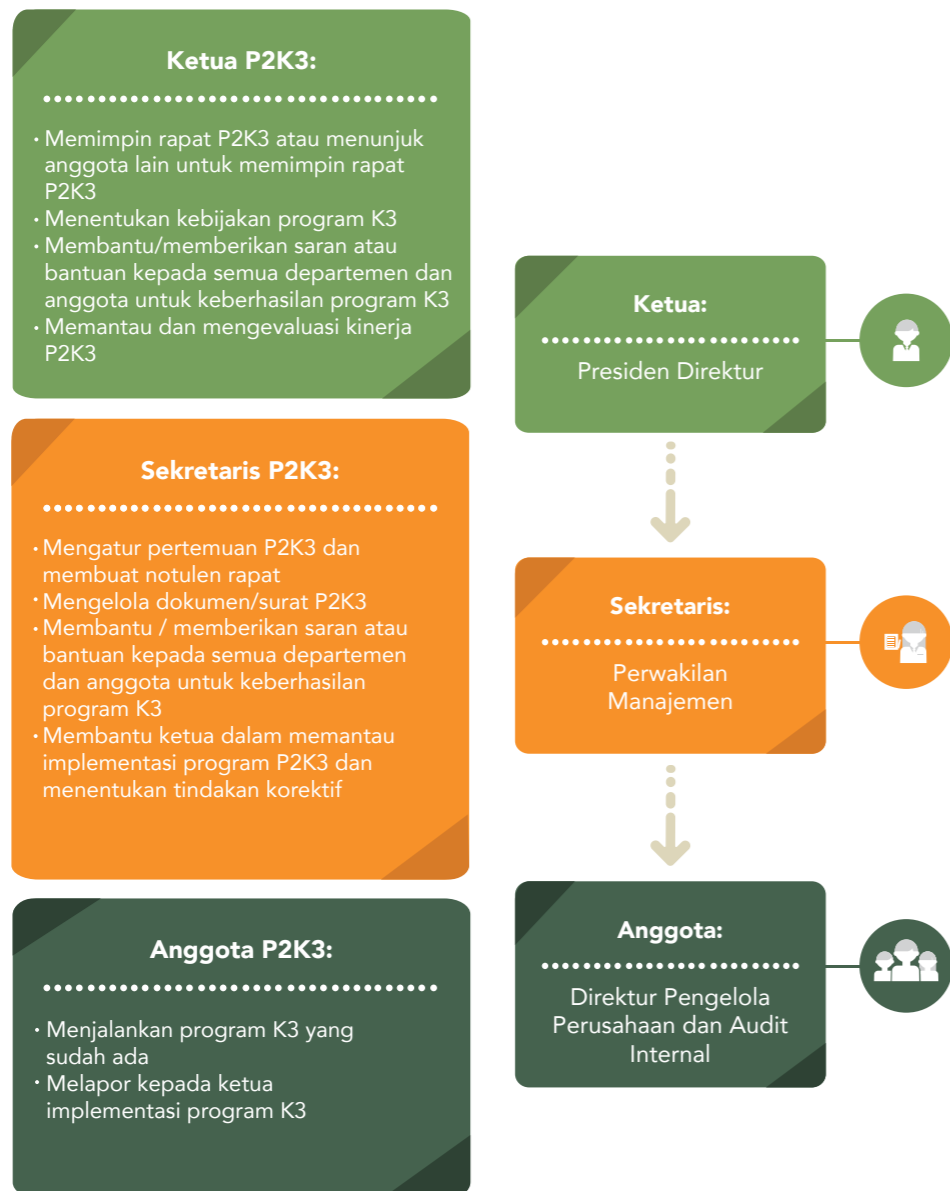 Ketua P2K3:
· Memimpin rapat P2K3 atau menunjuk
anggota lain untuk memimpin rapat
P2K3
· Menentukan kebijakan program K3
· Membantu/memberikan saran atau
bantuan kepada semua departemen dan
anggota untuk keberhasilan program K3
· Memantau dan mengevaluasi kinerja
P2K3
Sekretaris P2K3:
· Mengatur pertemuan P2K3 dan
membuat notulen rapat
· Mengelola dokumen/surat P2K3
· Membantu / memberikan saran atau
bantuan kepada semua departemen
dan anggota untuk keberhasilan
program K3
· Membantu ketua dalam memantau
implementasi program P2K3 dan
menentukan tindakan korektif
Anggota P2K3:
· Menjalankan program K3 yang
sudah ada
· Melapor kepada ketua
implementasi program K3
Ketua:
Presiden Direktur
Sekretaris:
Perwakilan
Manajemen
Anggota:
Direktur Pengelola
Perusahaan dan Audit
Internal